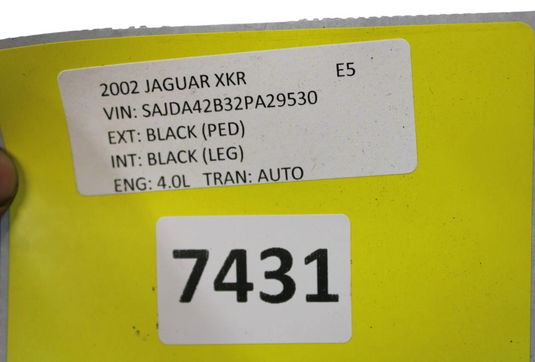 2002 JAGUAR XKR E5
VIN: SAJDA42B32PA29530
EXT: BLACK (PED)
INT: BLACK (LEG)
ENG: 4.0L TRAN: AUTO
7431